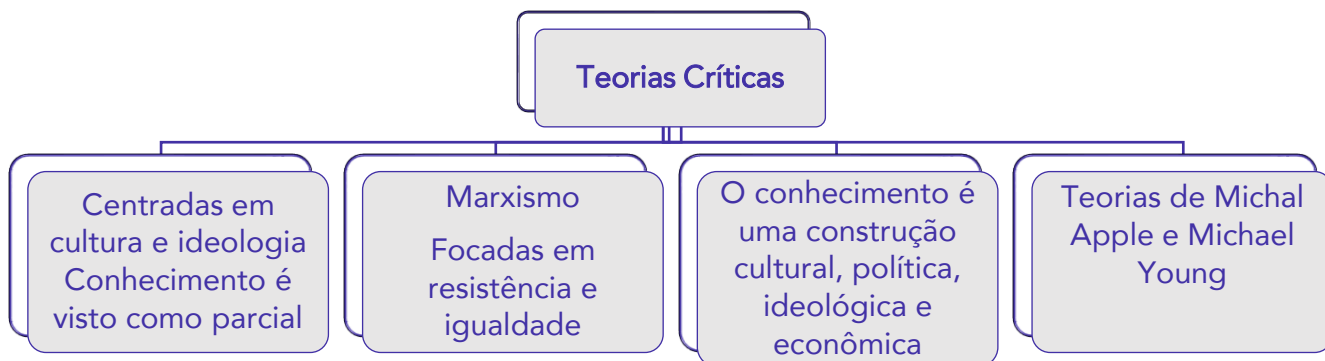 Teorias Críticas
Centradas em
cultura e ideologia
Conhecimento é
visto como parcial
Marxismo
Focadas em
resistência e
igualdade
O conhecimento é
uma construção
cultural, política,
ideológica e
econômica
Teorias de Michal
Apple e Michael
Young